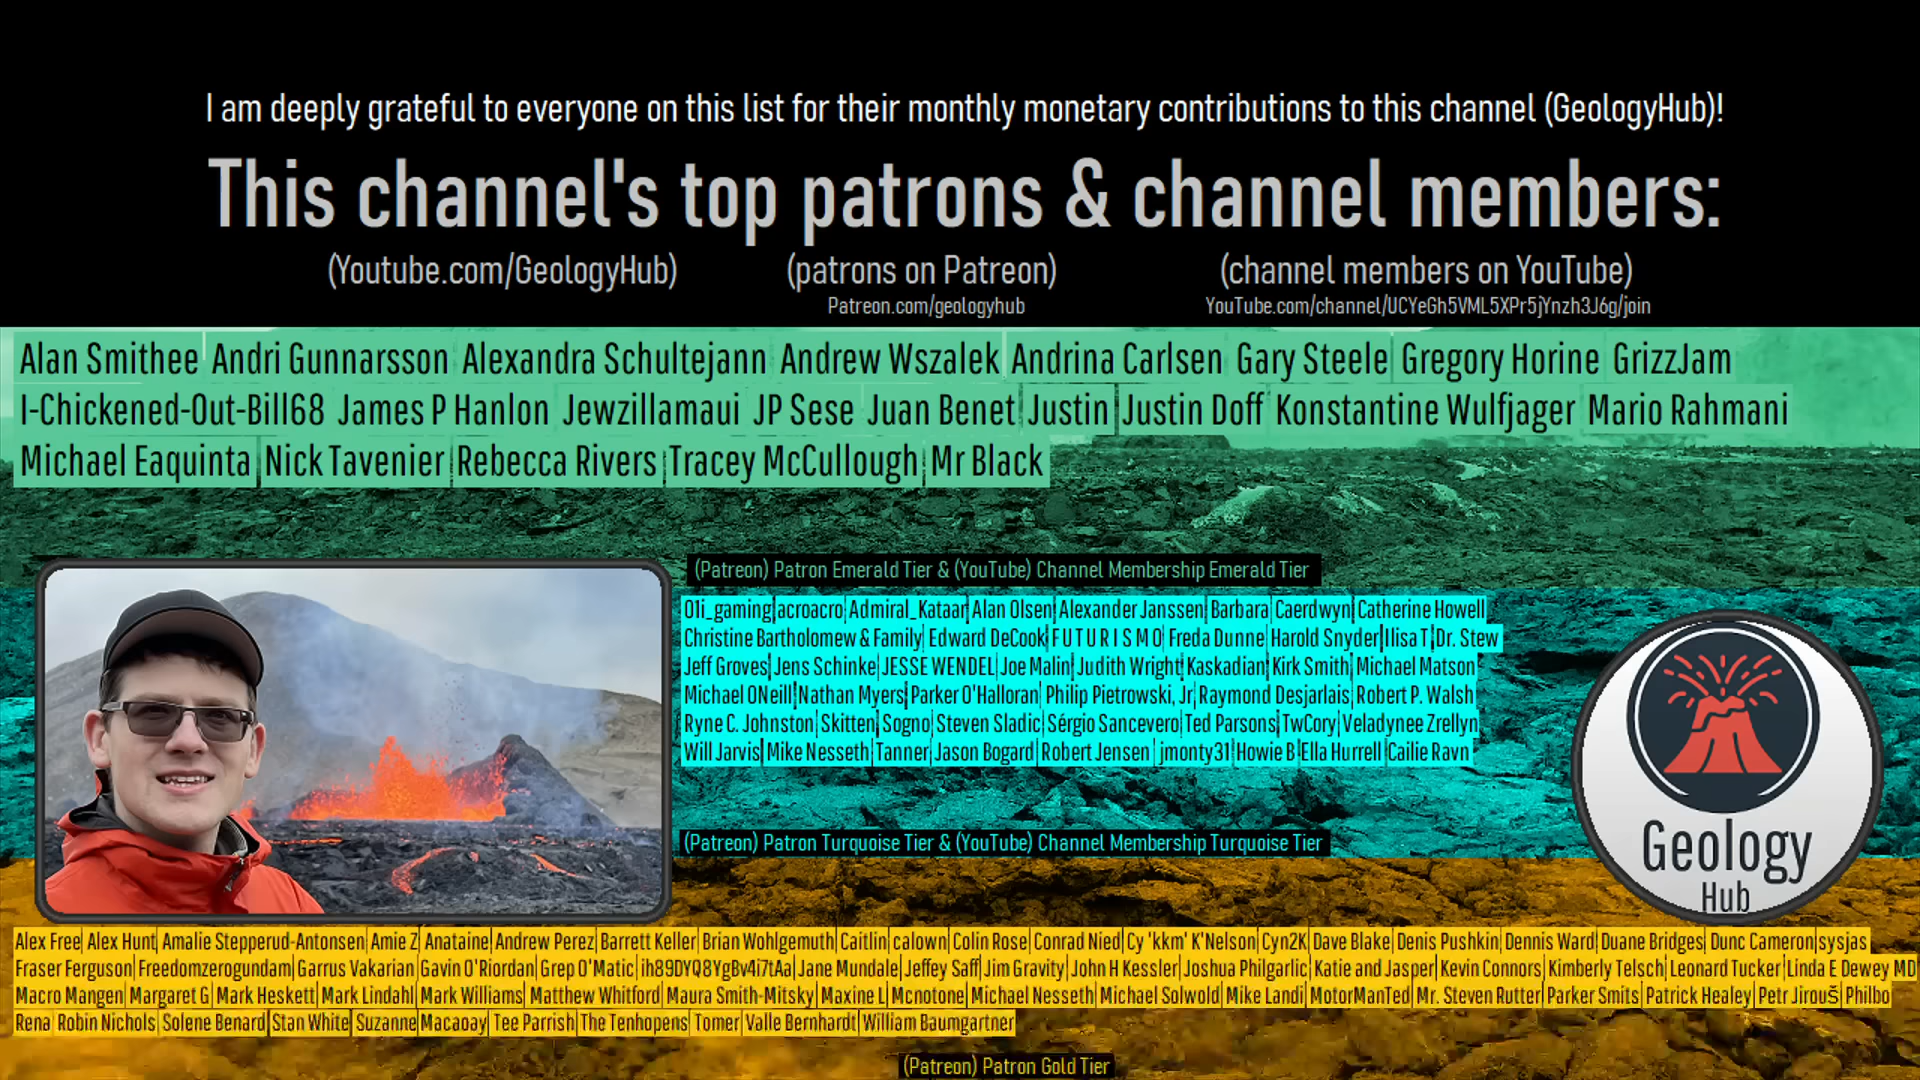 I am deeply grateful to everyone on this list for their monthly monetary contributions to this channel (GeologyHub)!
This channel's top patrons & channel members:
(Youtube.com/GeologyHub) (patrons on Patreon) (channel members on YouTube)
Patreon.com/geologyhub YouTube.com/channel/UCYeGh5VML5XPr5jYnzh3J6g/join
Alan Smithee Andri Gunnarsson Alexandra Schultejann Andrew Wszalek Andrina Carlsen Gary Steele Gregory Horine GrizzJam
I-Chickened-Out-Bill68 James P Hanlon Jewzillamaui JP Sese Juan Benet Justin Justin Doff Konstantine Wulfjager Mario Rahmani
Michael Eaquinta Nick Tavenier Rebecca Rivers Tracey McCullough Mr Black
(Patreon) Patron Emerald Tier & (YouTube) Channel Membership Emerald Tier
01i_gaming acroacro Admiral_Kataar Alan Olsen Alexander Janssen Barbara Caerdwyn Catherine Howell
Christine Bartholomew & Family Edward DeCook F U T U R I S M O Freda Dunne Harold Snyder Ilisa T Dr. Stew
Jeff Groves Jens Schinke JESSE WENDEL Joe Malin Judith Wright Kaskadian Kirk Smith Michael Matson
Michael ONeill Nathan Myers Parker O'Halloran Philip Pietrowski, Jr Raymond Desjarlais Robert P. Walsh
Ryne C. Johnston Skitten Sogno Steven Sladic Sérgio Sancevero Ted Parsons TwCory Veladynee Zrellyn
Will Jarvis Mike Nesseth Tanner Jason Bogard Robert Jensen jmonty31 Howie B Ella Hurrell Cailie Ravn
(Patreon) Patron Turquoise Tier & (YouTube) Channel Membership Turquoise Tier
Geology
Hub
Alex Free Alex Hunt Amalie Stepperud-Antonsen Amie Z Anataine Andrew Perez Barrett Keller Brian Wohlgemuth Caitlin calown Colin Rose Conrad Nied Cy 'kkm' K'Nelson Cyn2K Dave Blake Denis Pushkin Dennis Ward Duane Bridges Dunc Cameron sysjas
Fraser Ferguson Freedomzerogundam Garrus Vakarian Gavin O'Riordan Grep O'Matic ih89DYQ8YgBv4i7tAa Jane Mundale Jeffey Saff Jim Gravity John H Kessler Joshua Philgarlic Katie and Jasper Kevin Connors Kimberly Telsch Leonard Tucker Linda E Dewey MD
Macro Mangen Margaret G Mark Heskett Mark Lindahl Mark Williams Matthew Whitford Maura Smith-Mitsky Maxine L Mcnotone Michael Nesseth Michael Solwold Mike Landi MotorManTed Mr. Steven Rutter Parker Smits Patrick Healey Petr Jirouš Philbo
Rena Robin Nichols Solene Benard Stan White Suzanne Macaoay Tee Parrish The Tenhopens Tomer Valle Bernhardt William Baumgartner
(Patreon) Patron Gold Tier